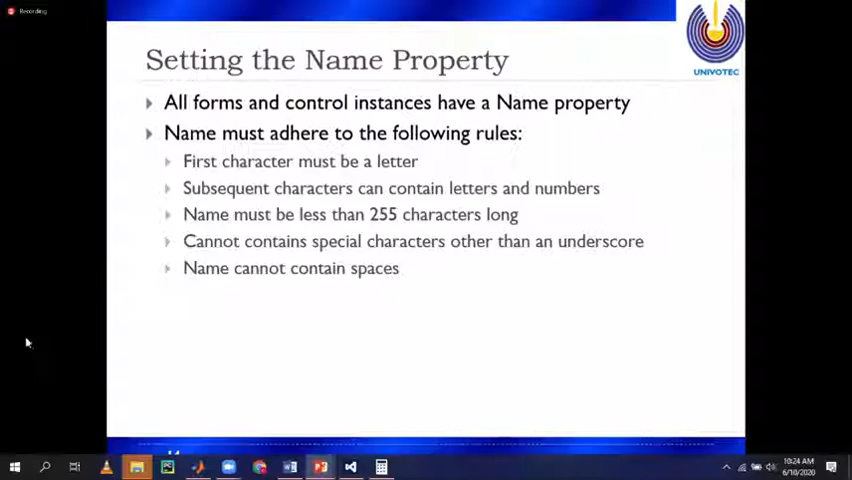 Recording
UNIVOTEC
Setting the Name Property
All forms and control instances have a Name property
Name must adhere to the following rules:
First character must be a letter
Subsequent characters can contain letters and numbers
Name must be less than 255 characters long
Cannot contains special characters other than an underscore
Name cannot contain spaces
10:24 AM
6/10/2020